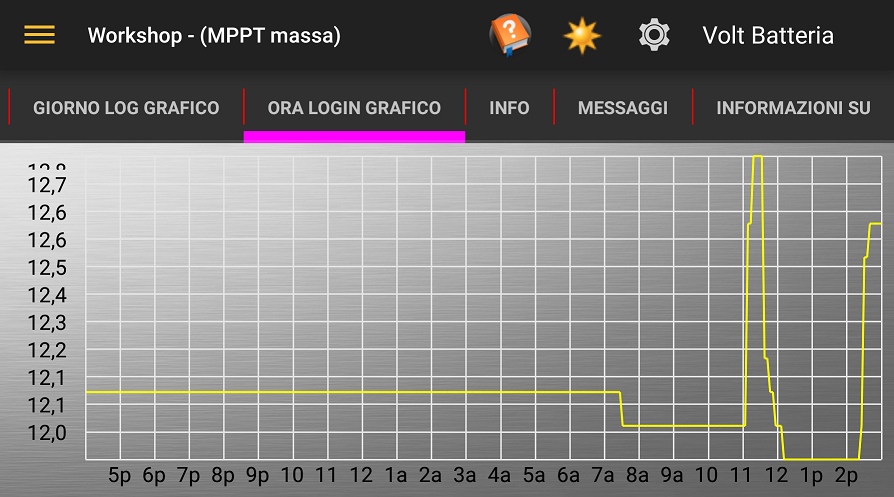 Workshop - (MPPT massa)
?
Volt Batteria
GIORNO LOG GRAFICO
ORA LOGIN GRAFICO
INFO
MESSAGGI
INFORMAZIONI SU
12,8
12,7
12,6
12,6
12,5
12,4
12,3
12,2
12,1
12,1
12,0
5p 6p 7p 8p 9p 10 11 12 1a 2a 3a 4a 5a 6a 7a 8a 9a 10 11 12 1p 2p